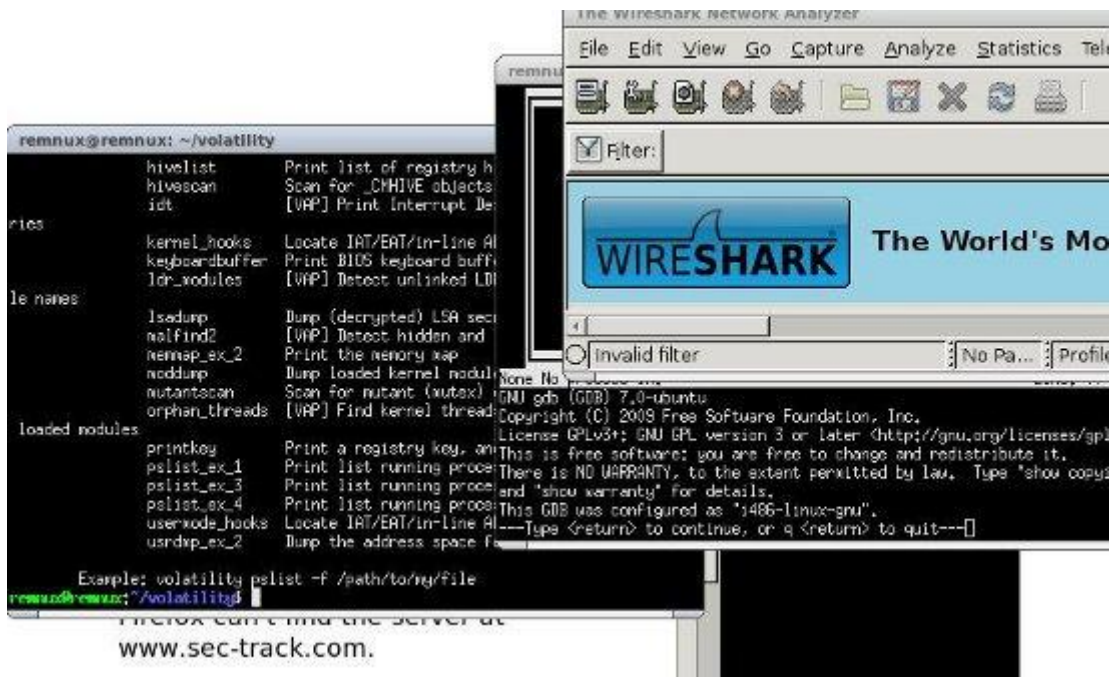 The Wireshark Network Analyzer
File Edit View Go Capture Analyze Statistics Tele
Filter:
WIRESHARK
The World's Mo
Invalid filter
No Pa...
Profile
remnu
remnux@remnux: ~/volatility
hivelist Print list of registry h
hivescan Scan for _CMHIVE objects
idt [VAP] Print Interrupt De
ries
kernel_hooks Locate IAT/EAT/in-line A
keyboardbuffer Print BIOS keyboard buff
ldr_modules [VAP] Detect unlinked LD
le names
lsadump Dump (decrypted) LSA sec
malfind2 [VAP] Detect hidden and
memmap_ex_2 Print the memory map
moddump Dump loaded kernel modul
mutantscan Scan for mutant (mutex)
orphan_threads [VAP] Find kernel thread
loaded modules
printkey Print a registry key, an
pslist_ex_1 Print list running proce
pslist_ex_3 Print list running proce
pslist_ex_4 Print list running proce
usermode_hooks Locate IAT/EAT/in-line A
usrdmp_ex_2 Dump the address space f
Example: volatility pslist -f /path/to/my/file
remnux@remnux:~/volatility$
None No
GNU gdb (GDB) 7.0-ubuntu
Copyright (C) 2009 Free Software Foundation, Inc.
License GPLv3+: GNU GPL version 3 or later <http://gnu.org/licenses/gpl
This is free software: you are free to change and redistribute it.
There is NO WARRANTY, to the extent permitted by law. Type "show copyi
and "show warranty" for details.
This GDB was configured as "i486-linux-gnu".
---Type <return> to continue, or q <return> to quit---
Firefox can't find the server at
www.sec-track.com.